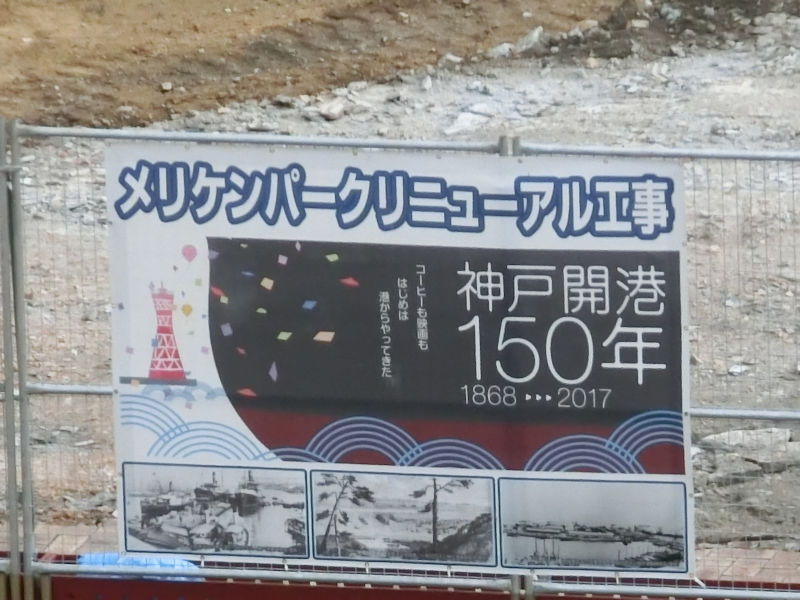 メリケンパークリニューアル工事
コーヒーも映画も
はじめは
港からやってきた
神戸開港
150年
1868 ▸▸▸ 2017